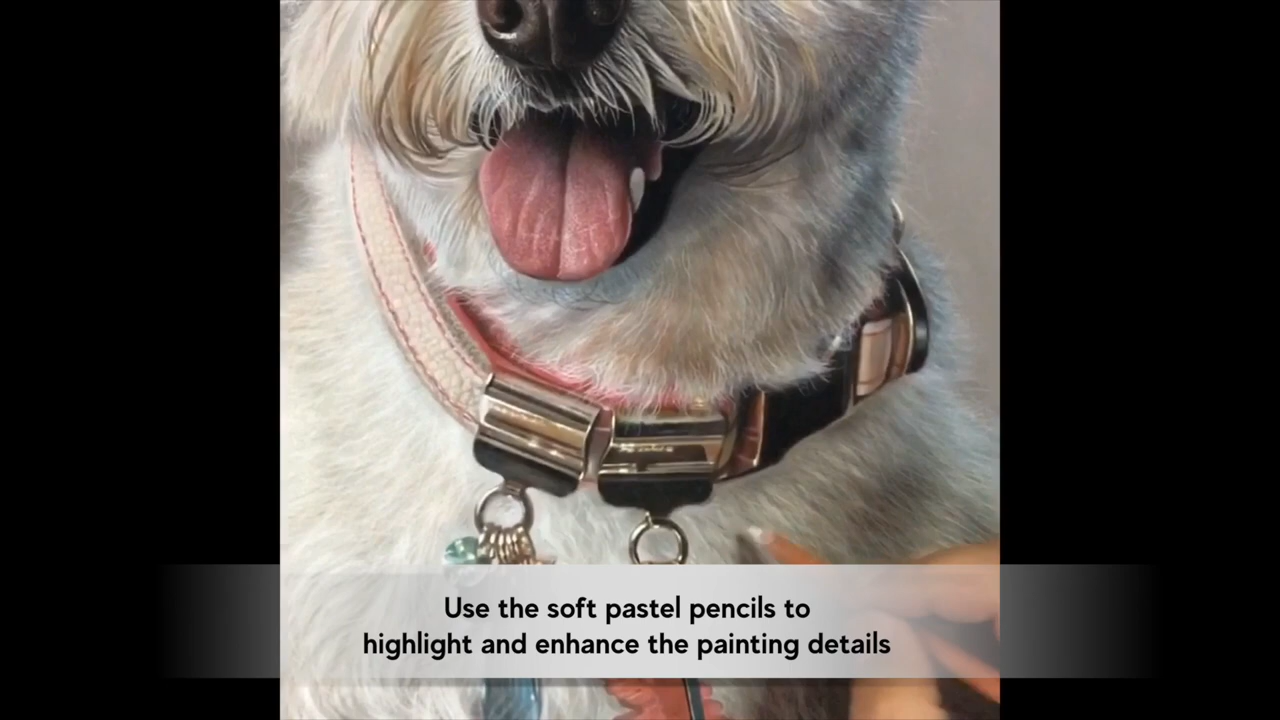 Use the soft pastel pencils to
highlight and enhance the painting details